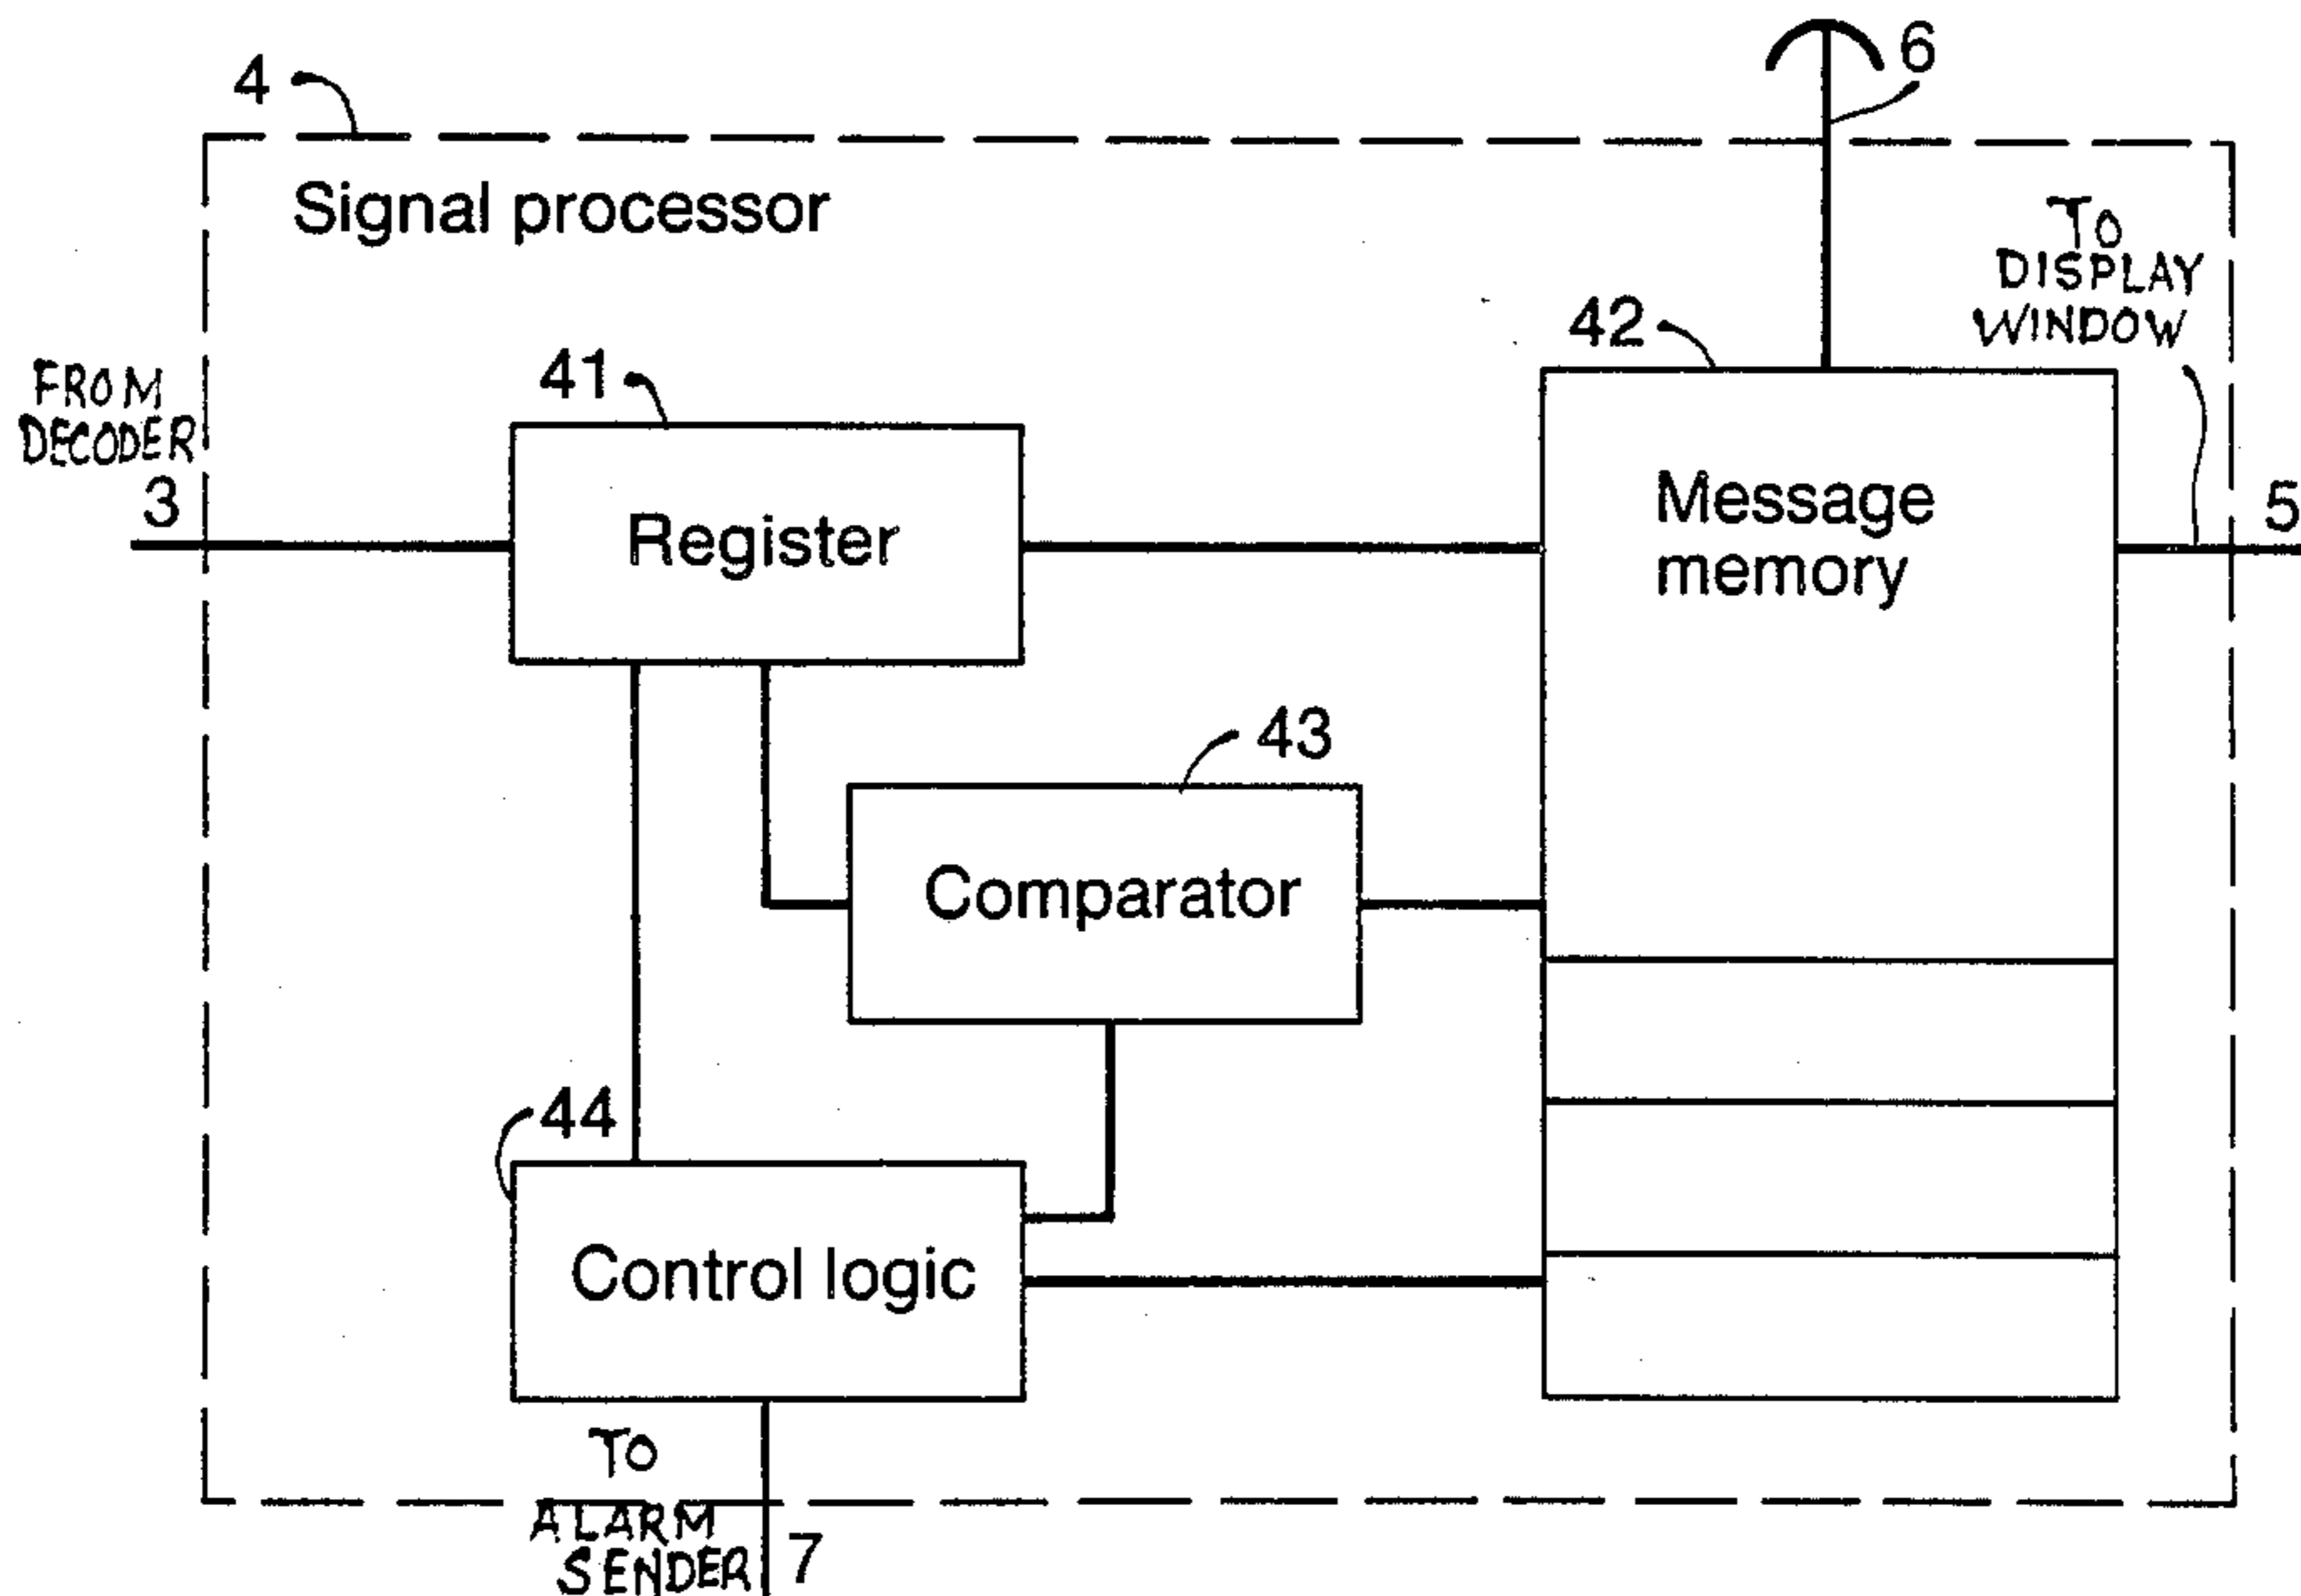 4
6
Signal processor
TO
DISPLAY
WINDOW
42
41
FROM
DECODER
3
5
Register
Message
memory
43
Comparator
44
Control logic
TO
ALARM
SENDER
7